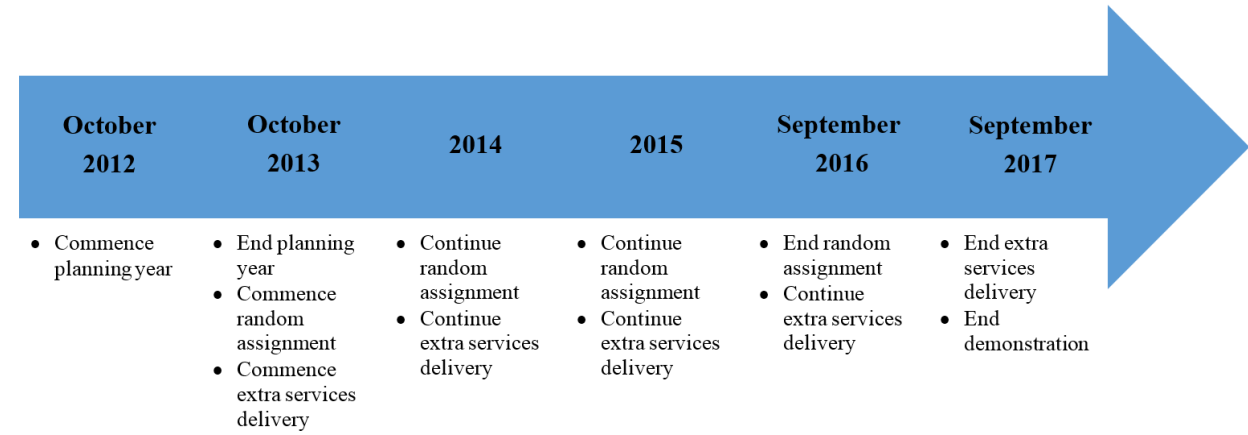 October
2012
October
2013
2014
2015
September
2016
September
2017
• Commence
planning year
• End planning
year
• Commence
random
assignment
• Commence
extra services
delivery
• Continue
random
assignment
• Continue
extra services
delivery
• Continue
random
assignment
• Continue
extra services
delivery
• End random
assignment
• Continue
extra services
delivery
• End extra
services
delivery
• End
demonstration